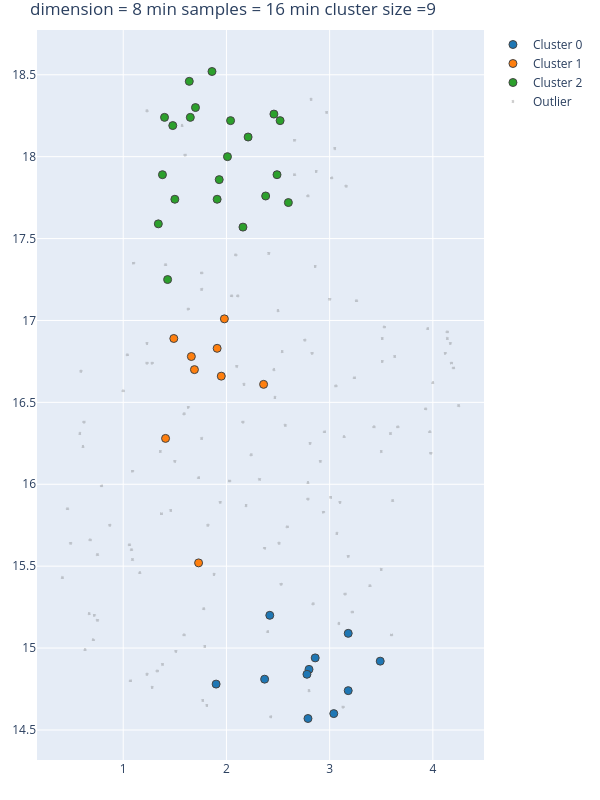 dimension = 8 min samples = 16 min cluster size =9
Cluster 0
Cluster 1
Cluster 2
Outlier
18.5
18
17.5
17
16.5
16
15.5
15
14.5
1 2 3 4